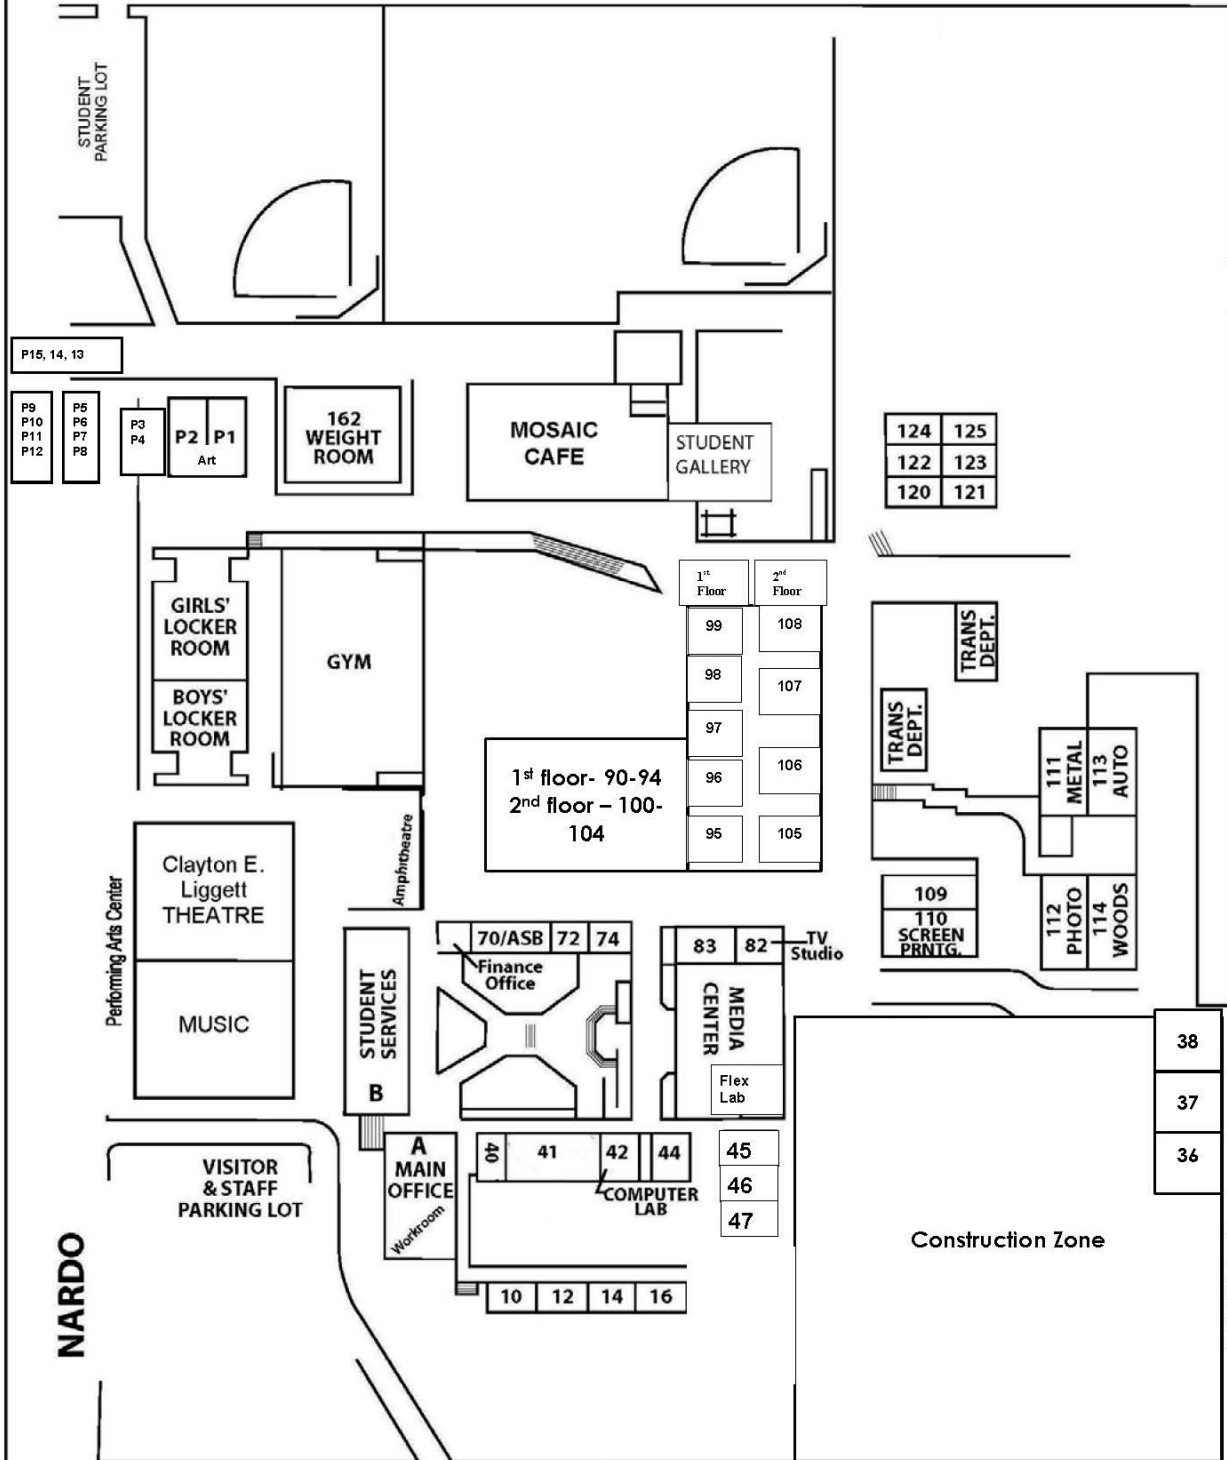 STUDENT
PARKING LOT
P15, 14, 13
P9
P10
P11
P12
P5
P6
P7
P8
P3
P4
P2
P1
Art
162
WEIGHT
ROOM
MOSAIC
CAFE
STUDENT
GALLERY
124
125
122
123
120
121
1st
Floor
2nd
Floor
99
108
98
107
97
106
96
95
105
1st floor- 90-94
2nd floor – 100-
104
GIRLS'
LOCKER
ROOM
BOYS'
LOCKER
ROOM
GYM
TRANS
DEPT.
TRANS
DEPT.
111
METAL
113
AUTO
112
PHOTO
114
WOODS
109
110
SCREEN
PRNTG.
Amphitheatre
Performing Arts Center
Clayton E.
Liggett
THEATRE
MUSIC
STUDENT
SERVICES
B
70/ASB
72
74
Finance
Office
83
82
TV
Studio
MEDIA
CENTER
Flex
Lab
38
37
36
A
MAIN
OFFICE
Workroom
40
41
42
44
COMPUTER
LAB
45
46
47
VISITOR
& STAFF
PARKING LOT
NARDO
10
12
14
16
Construction Zone